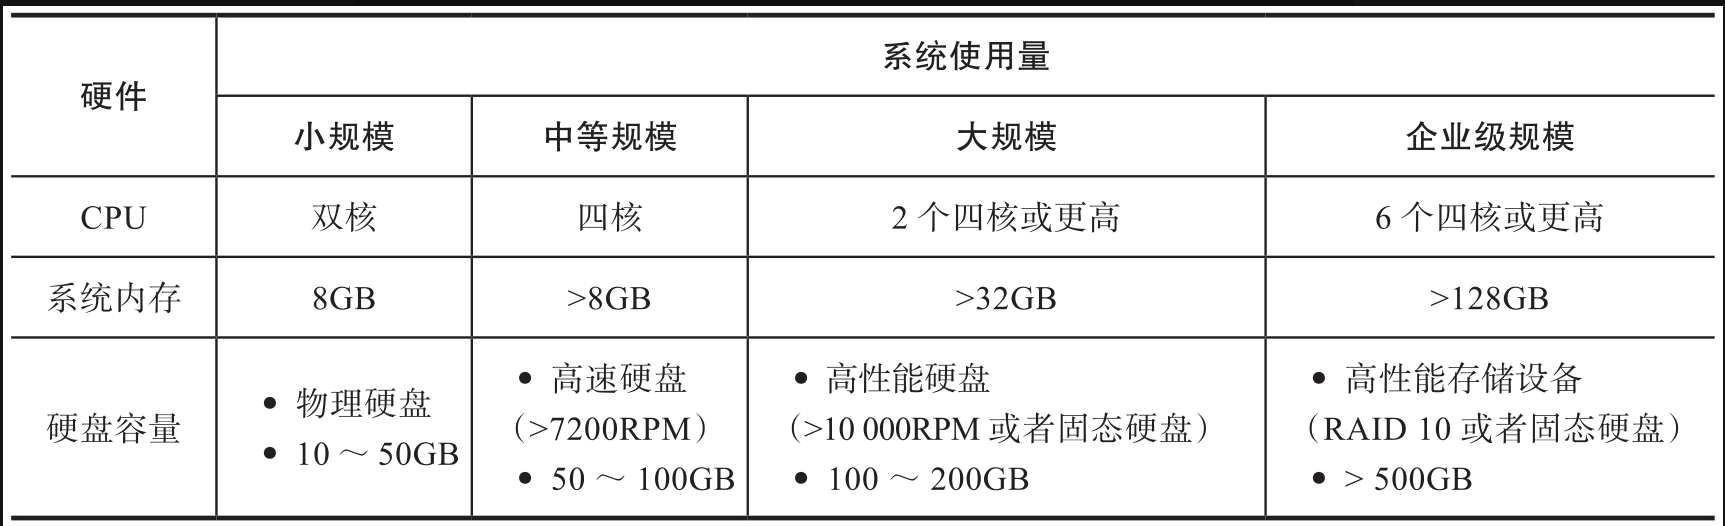 硬件
系统使用量
小规模
中等规模
大规模
企业级规模
CPU
双核
四核
2 个四核或更高
6 个四核或更高
系统内存
8GB
>8GB
>32GB
>128GB
硬盘容量
• 物理硬盘
• 10 ～ 50GB
• 高速硬盘
（>7200RPM）
• 50 ～ 100GB
• 高性能硬盘
（>10 000RPM 或者固态硬盘）
• 100 ～ 200GB
• 高性能存储设备
（RAID 10 或者固态硬盘）
• > 500GB